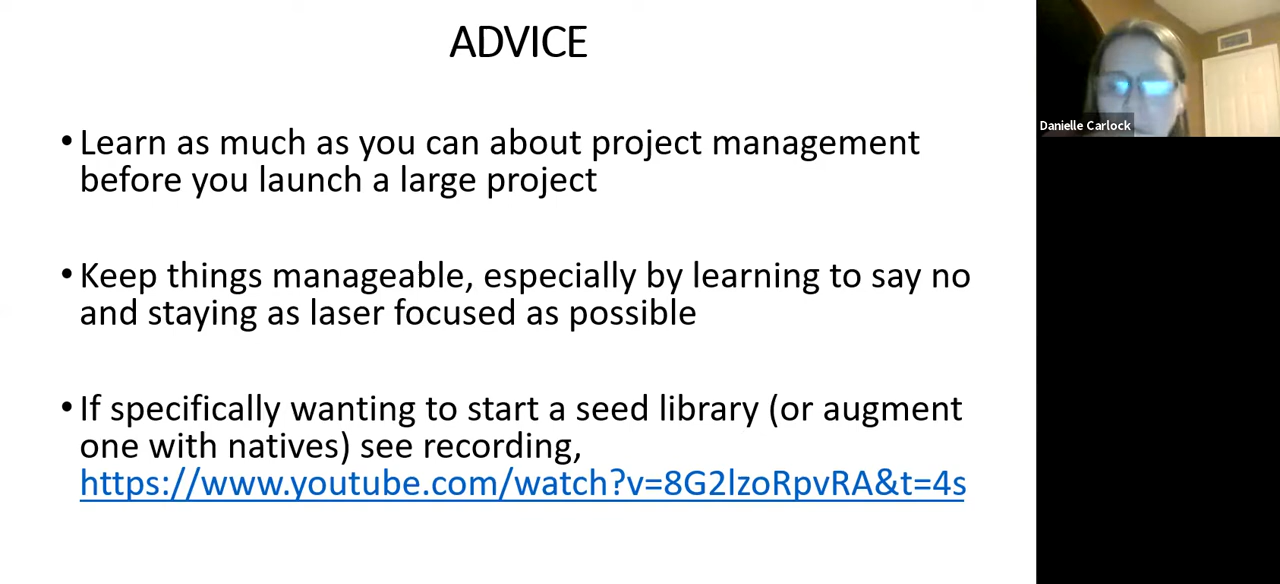 ADVICE
• Learn as much as you can about project management
before you launch a large project
• Keep things manageable, especially by learning to say no
and staying as laser focused as possible
• If specifically wanting to start a seed library (or augment
one with natives) see recording,
https://www.youtube.com/watch?v=8G2lzoRpvRA&t=4s
Danielle Carlock